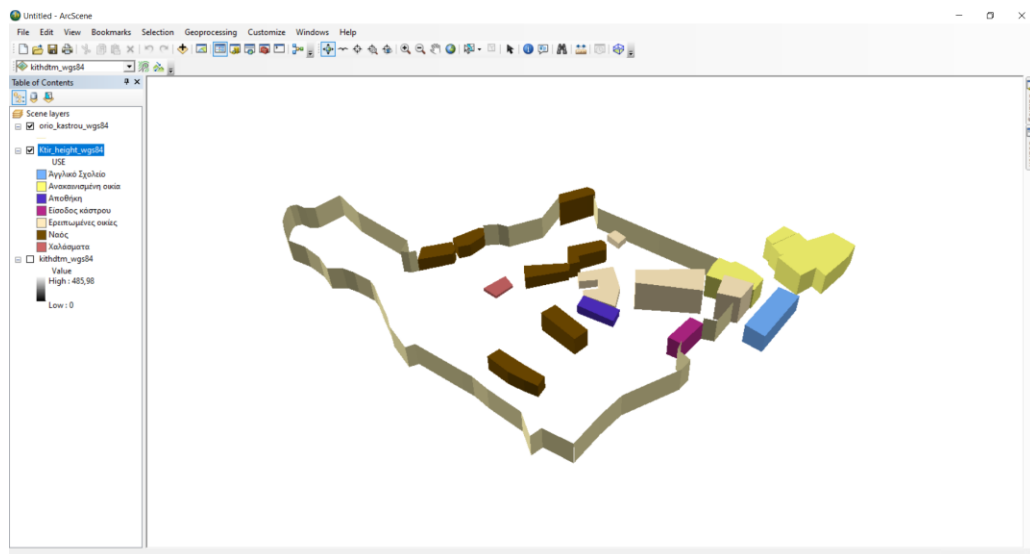 Untitled - ArcScene
File Edit View Bookmarks Selection Geoprocessing Customize Windows Help
kithdtm_wgs84
Table of Contents
Scene layers
orio_kastrou_wgs84
Ktir_height_wgs84
USE
Άγγλικό Σχολείο
Ανακαινισμένη οικία
Αποθήκη
Είσοδος κάστρου
Ερειπωμένες οικίες
Ναός
Χαλάσματα
kithdtm_wgs84
Value
High : 485,98
Low : 0